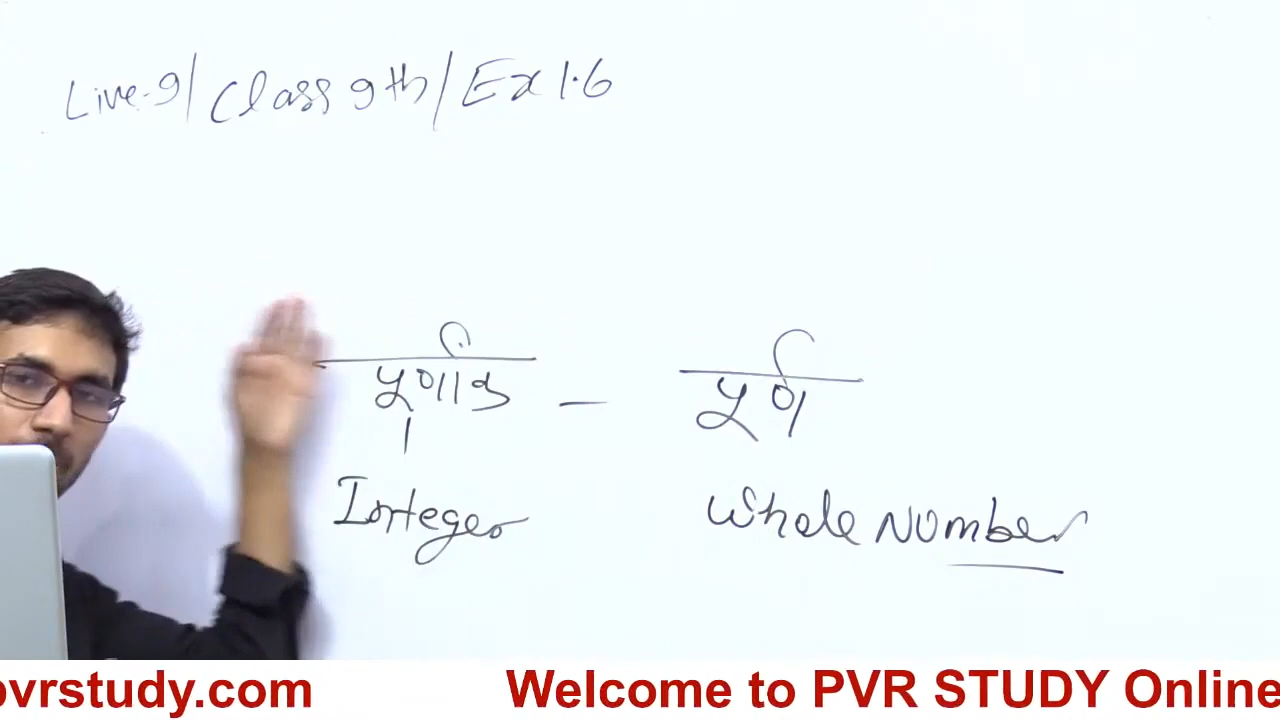 Live-9/Class 9th/Ex 1.6
पूर्णांक - पूर्ण
Integer Whole Number
pvrstudy.com Welcome to PVR STUDY Online